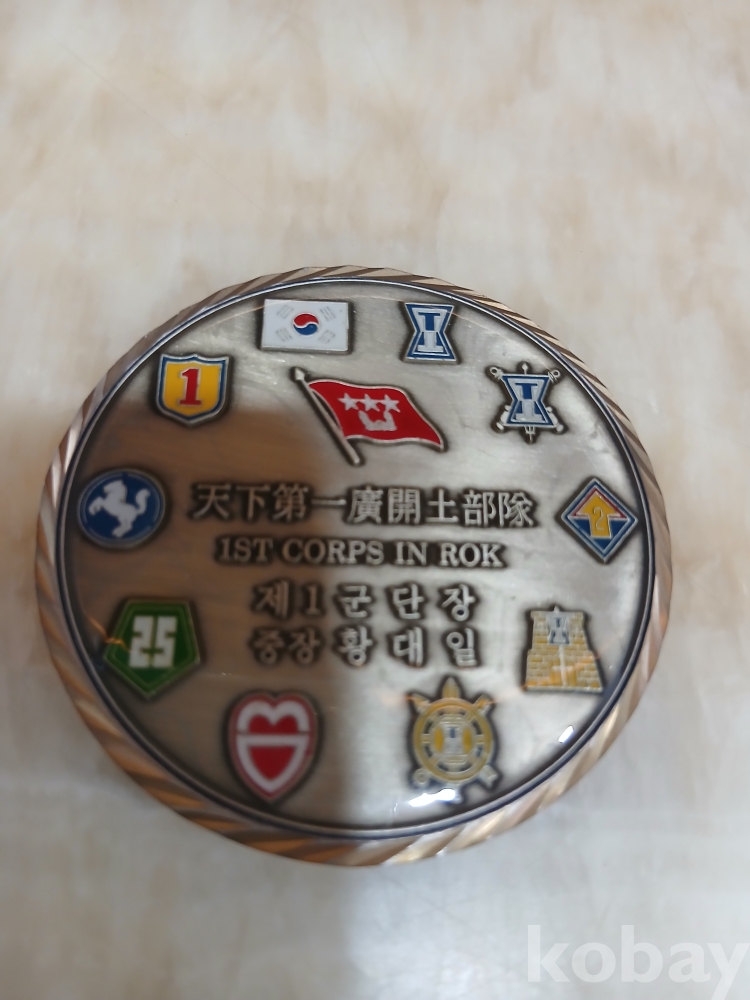 1
I
I
天下第一廣開土部隊
2
1ST CORPS IN ROK
제1군단장
25
중장 황대일
kobay